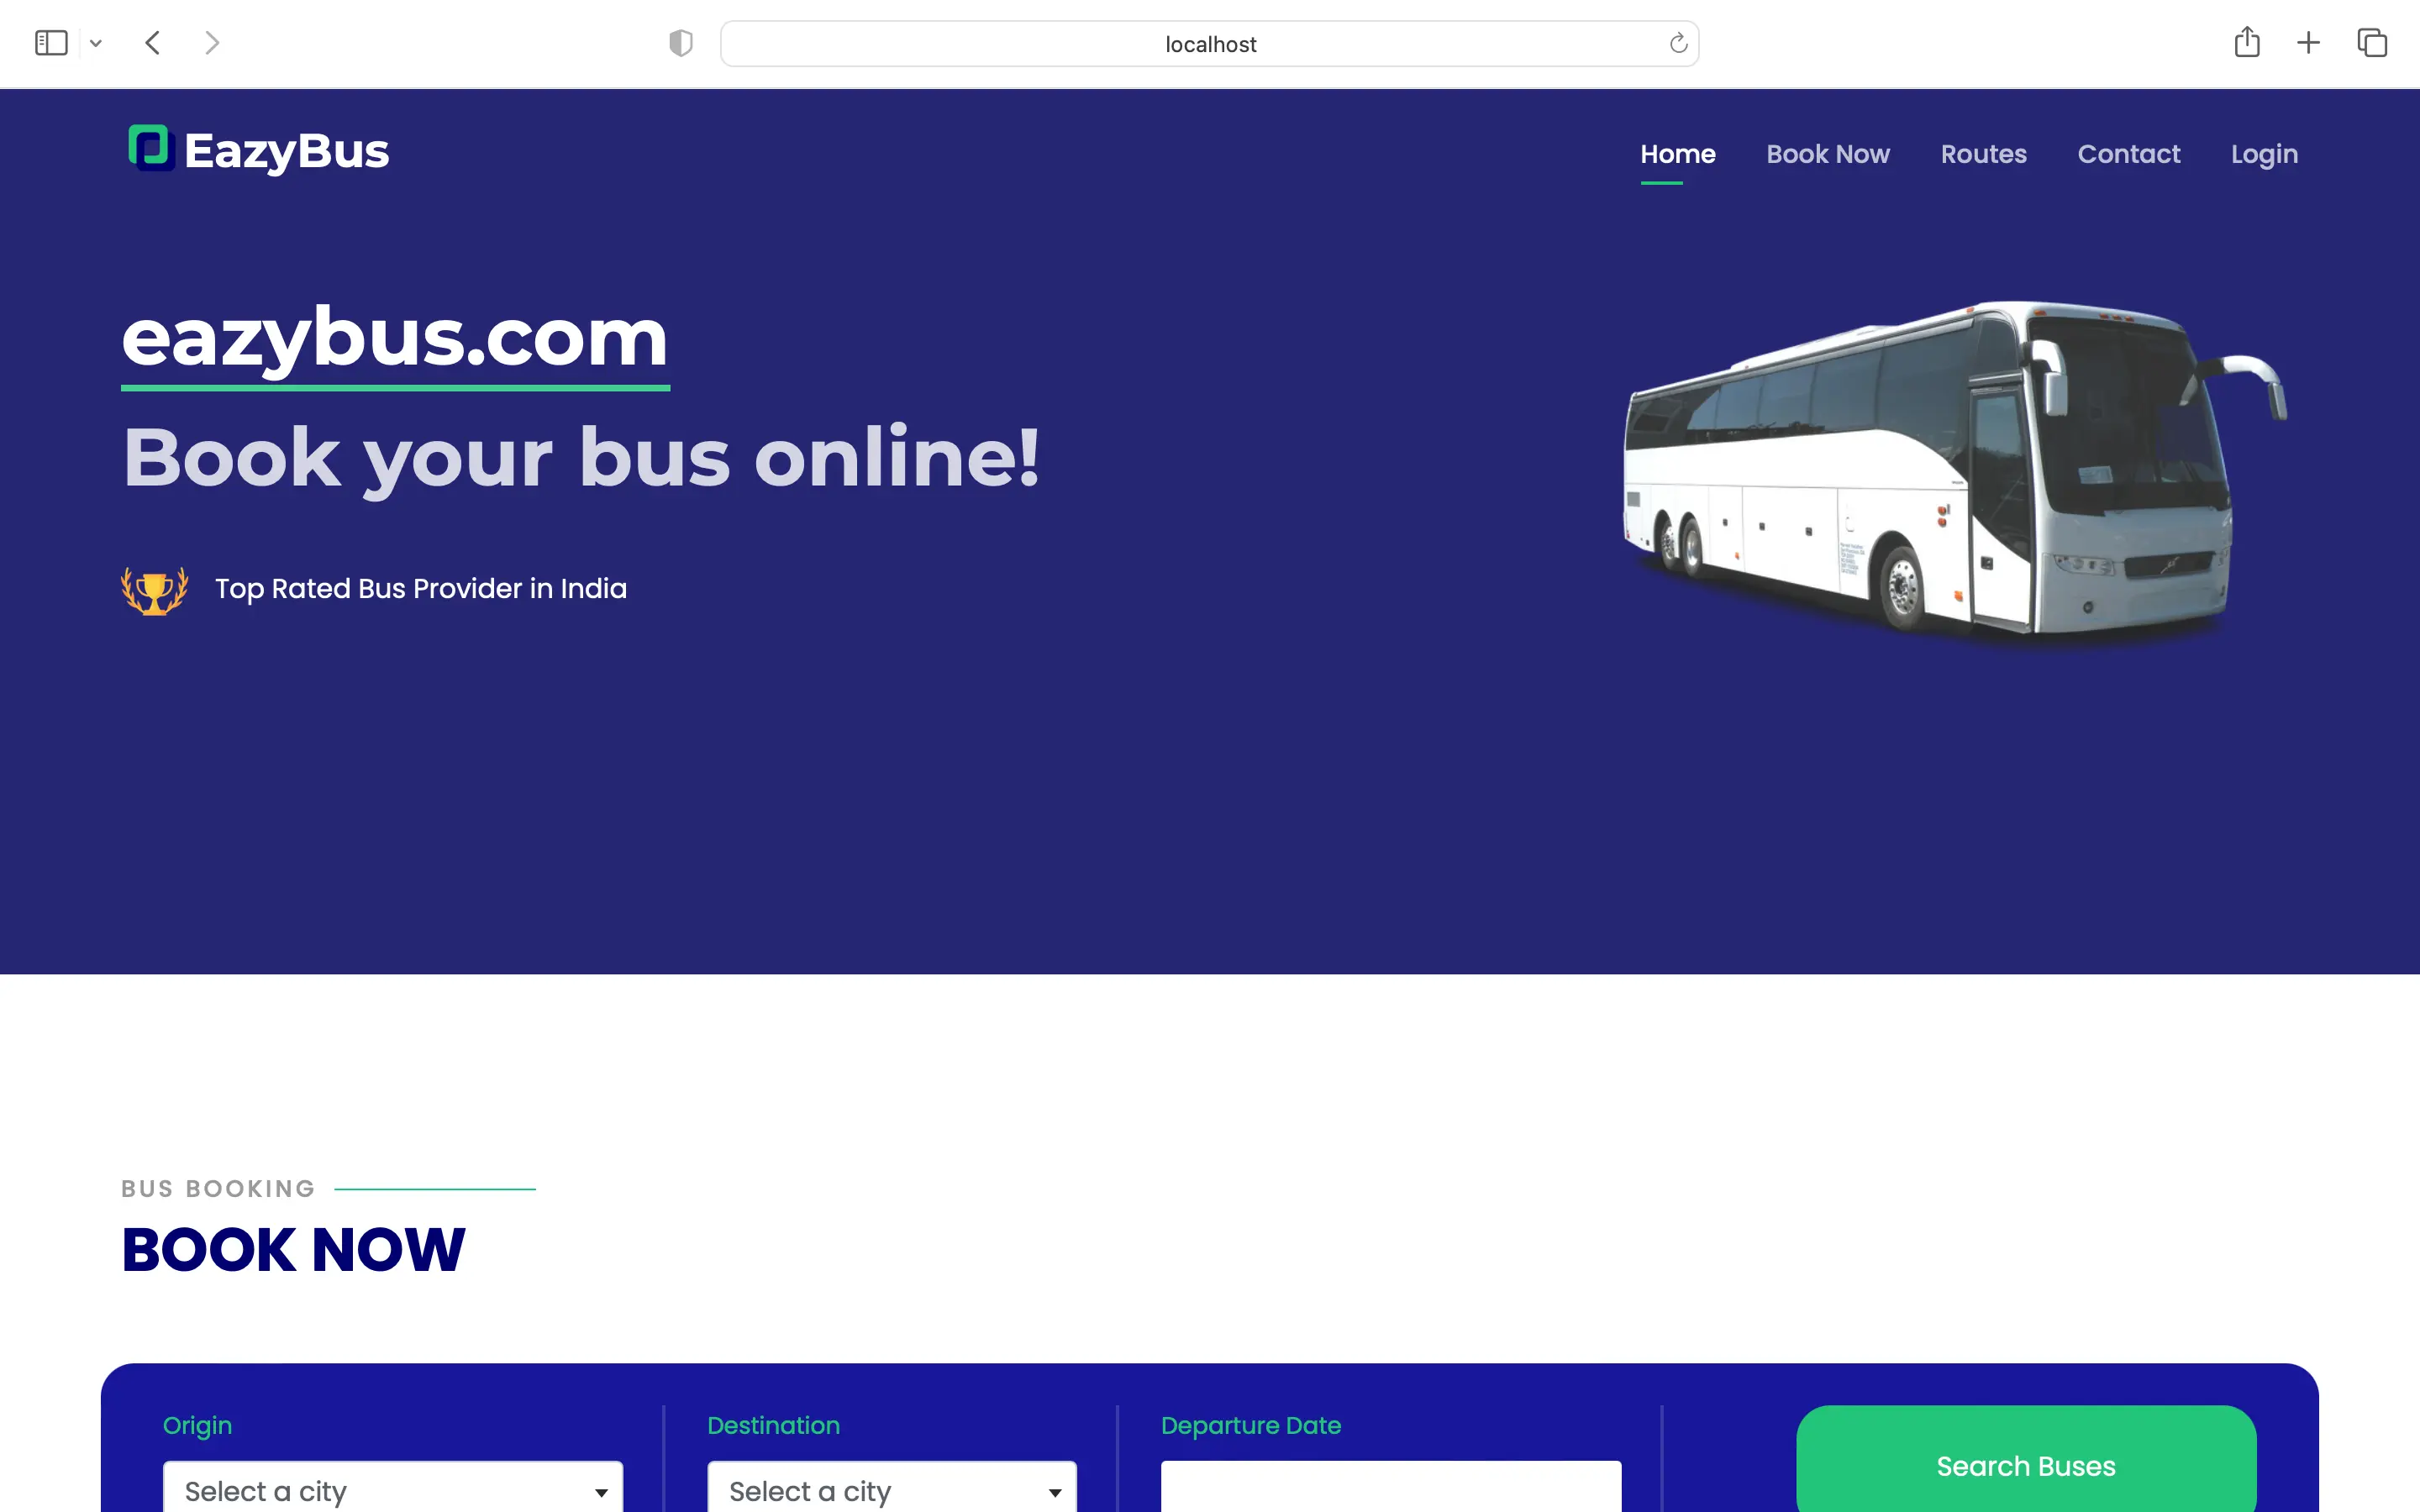 localhost
EazyBus
Home Book Now Routes Contact Login
eazybus.com
Book your bus online!
Top Rated Bus Provider in India
BUS BOOKING
BOOK NOW
Origin Destination Departure Date
Search Buses
Select a city Select a city